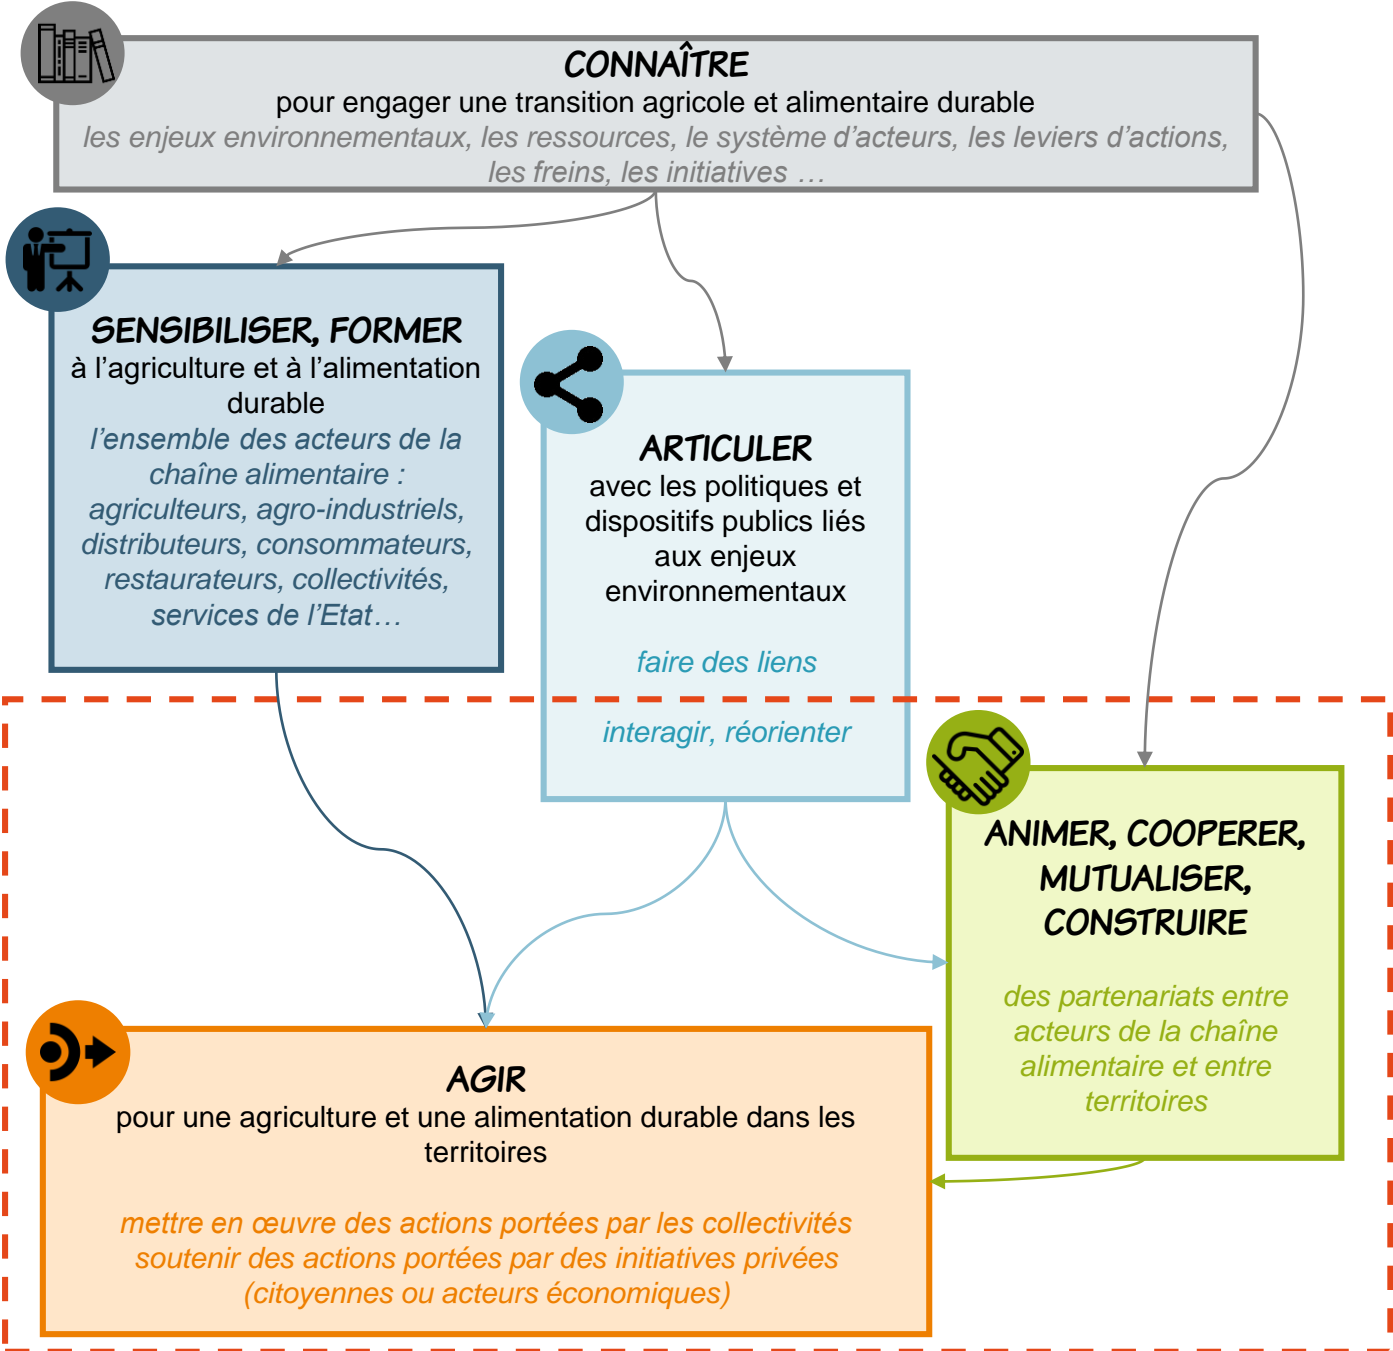 CONNAÎTRE
pour engager une transition agricole et alimentaire durable
les enjeux environnementaux, les ressources, le système d'acteurs, les leviers d'actions,
les freins, les initiatives …
SENSIBILISER, FORMER
à l'agriculture et à l'alimentation
durable
l'ensemble des acteurs de la
chaîne alimentaire :
agriculteurs, agro-industriels,
distributeurs, consommateurs,
restaurateurs, collectivités,
services de l'Etat…
ARTICULER
avec les politiques et
dispositifs publics liés
aux enjeux
environnementaux
faire des liens
interagir, réorienter
ANIMER, COOPERER,
MUTUALISER,
CONSTRUIRE
des partenariats entre
acteurs de la chaîne
alimentaire et entre
territoires
AGIR
pour une agriculture et une alimentation durable dans les
territoires
mettre en œuvre des actions portées par les collectivités
soutenir des actions portées par des initiatives privées
(citoyennes ou acteurs économiques)